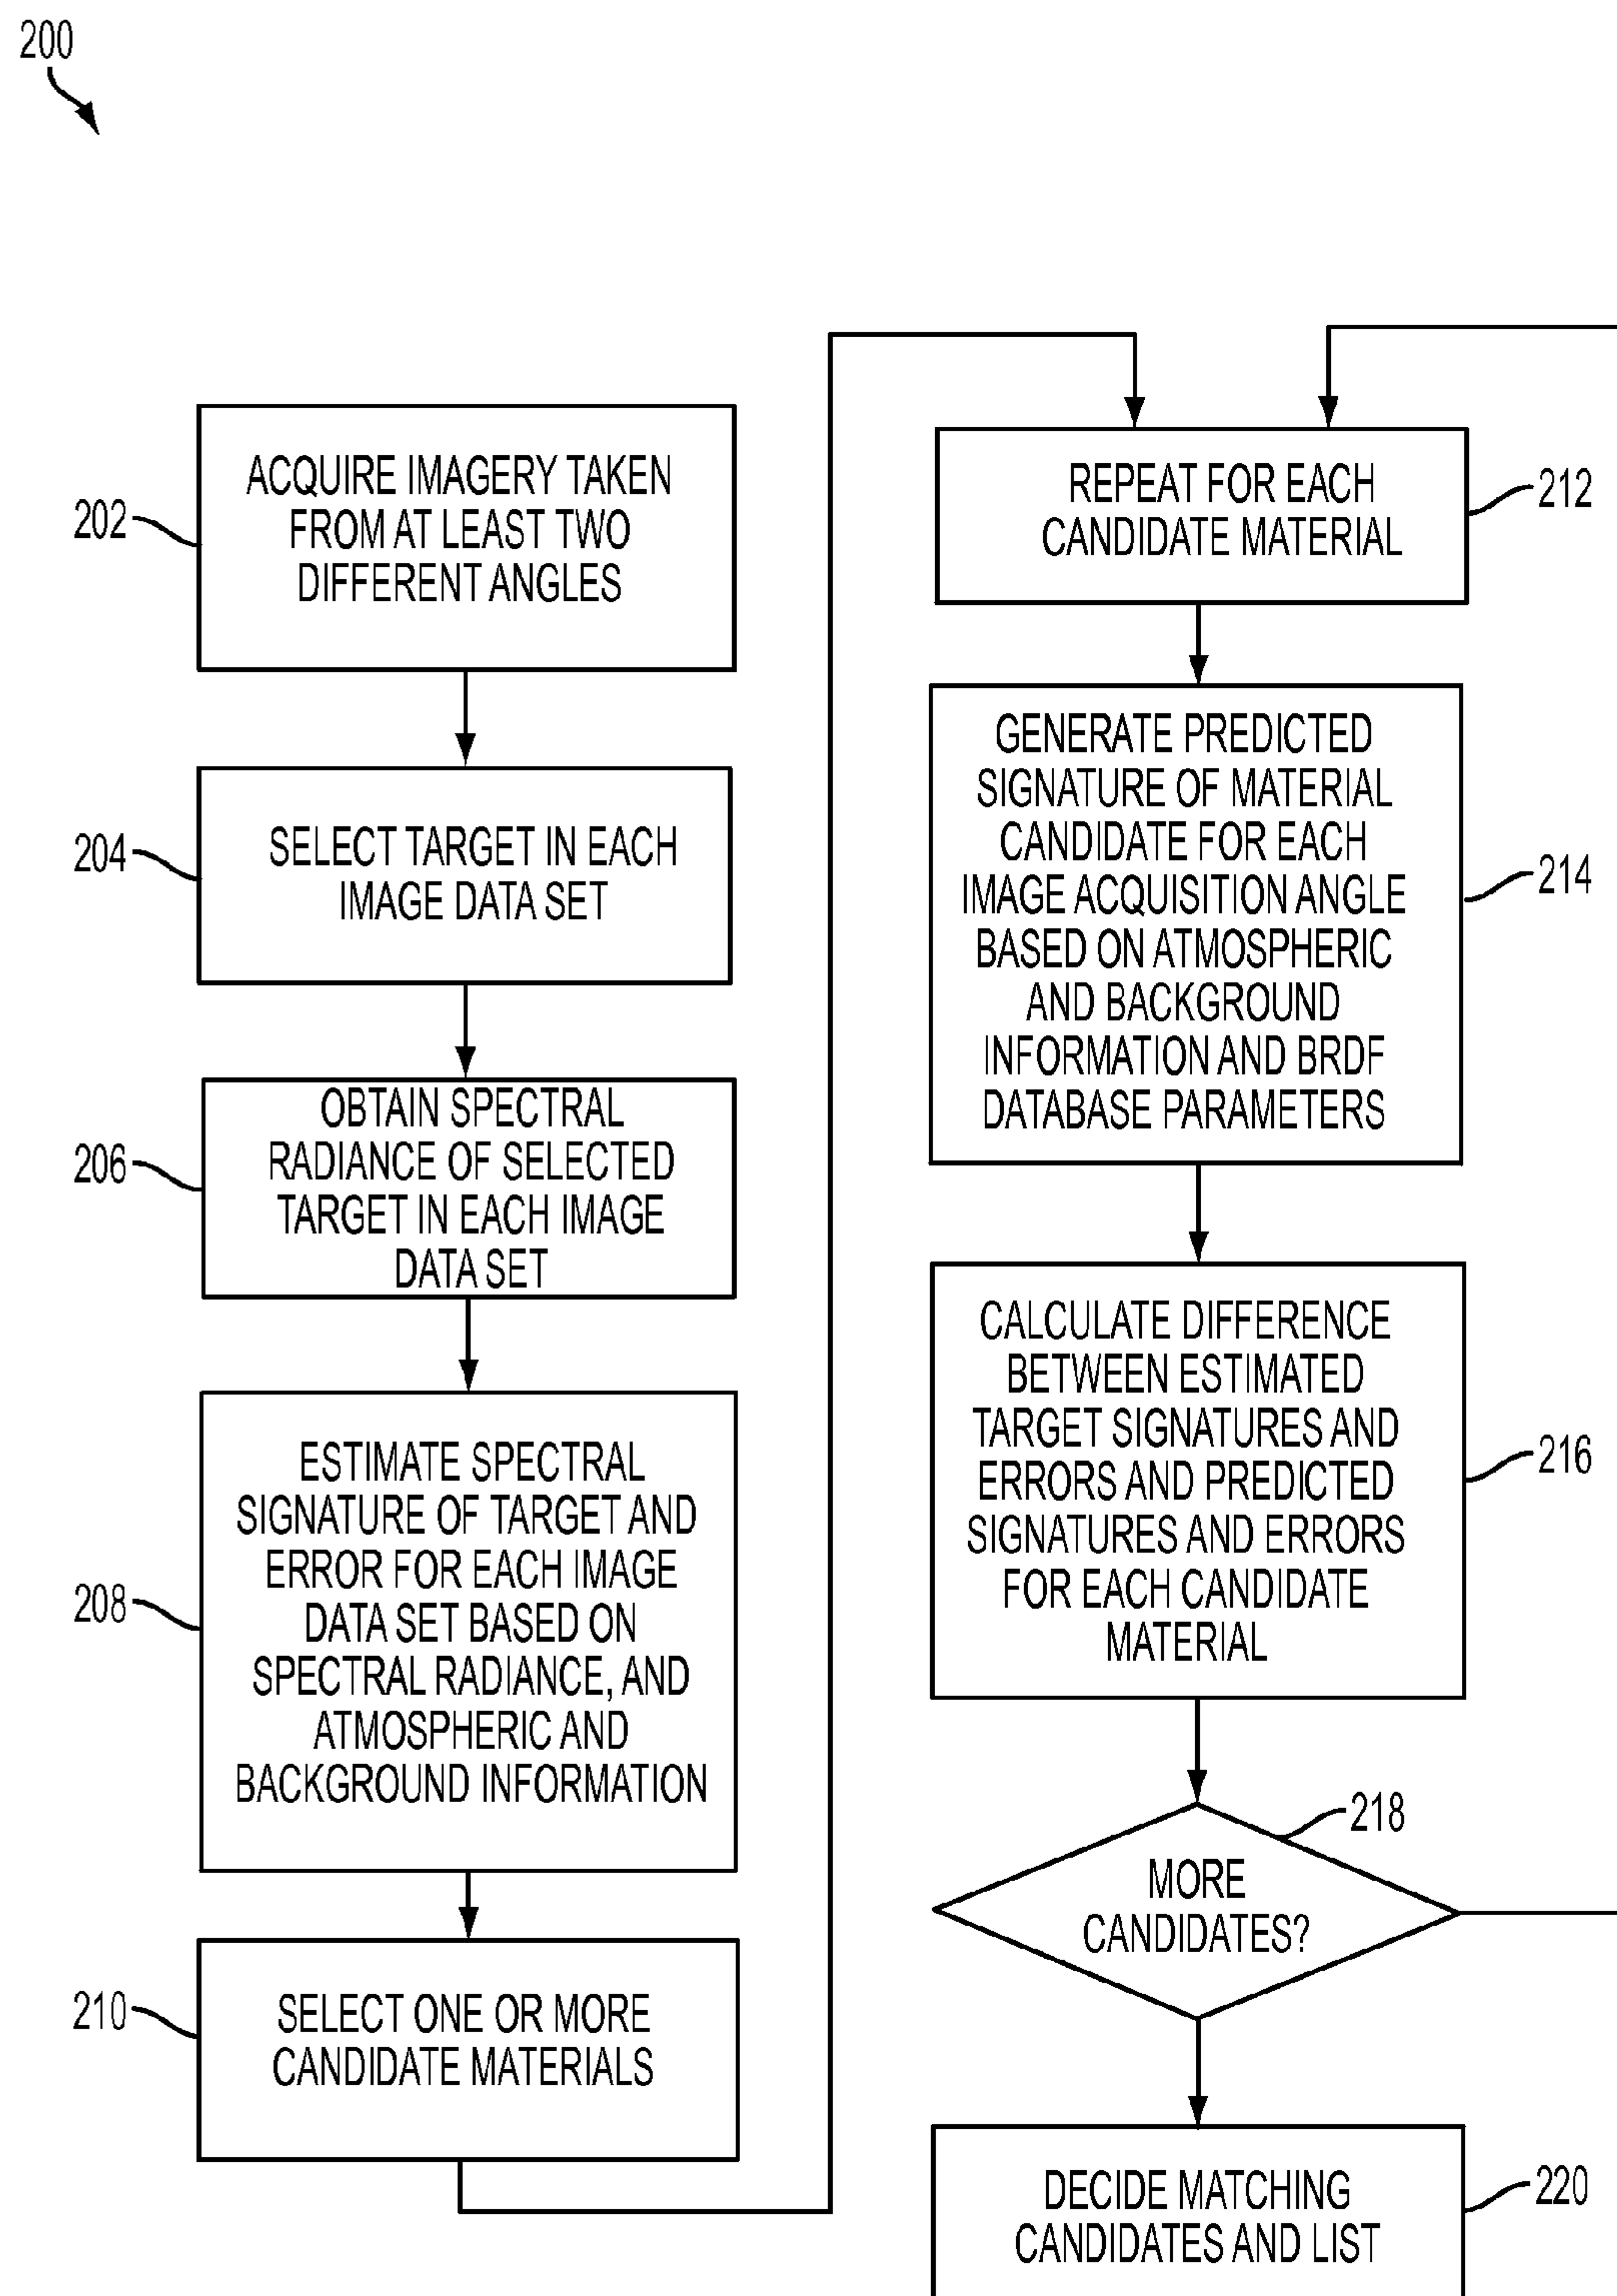 200
202
ACQUIRE IMAGERY TAKEN
FROM AT LEAST TWO
DIFFERENT ANGLES
204
SELECT TARGET IN EACH
IMAGE DATA SET
206
OBTAIN SPECTRAL
RADIANCE OF SELECTED
TARGET IN EACH IMAGE
DATA SET
208
ESTIMATE SPECTRAL
SIGNATURE OF TARGET AND
ERROR FOR EACH IMAGE
DATA SET BASED ON
SPECTRAL RADIANCE, AND
ATMOSPHERIC AND
BACKGROUND INFORMATION
210
SELECT ONE OR MORE
CANDIDATE MATERIALS
REPEAT FOR EACH
CANDIDATE MATERIAL
212
GENERATE PREDICTED
SIGNATURE OF MATERIAL
CANDIDATE FOR EACH
IMAGE ACQUISITION ANGLE
BASED ON ATMOSPHERIC
AND BACKGROUND
INFORMATION AND BRDF
DATABASE PARAMETERS
214
CALCULATE DIFFERENCE
BETWEEN ESTIMATED
TARGET SIGNATURES AND
ERRORS AND PREDICTED
SIGNATURES AND ERRORS
FOR EACH CANDIDATE
MATERIAL
216
218
MORE
CANDIDATES?
DECIDE MATCHING
CANDIDATES AND LIST
220